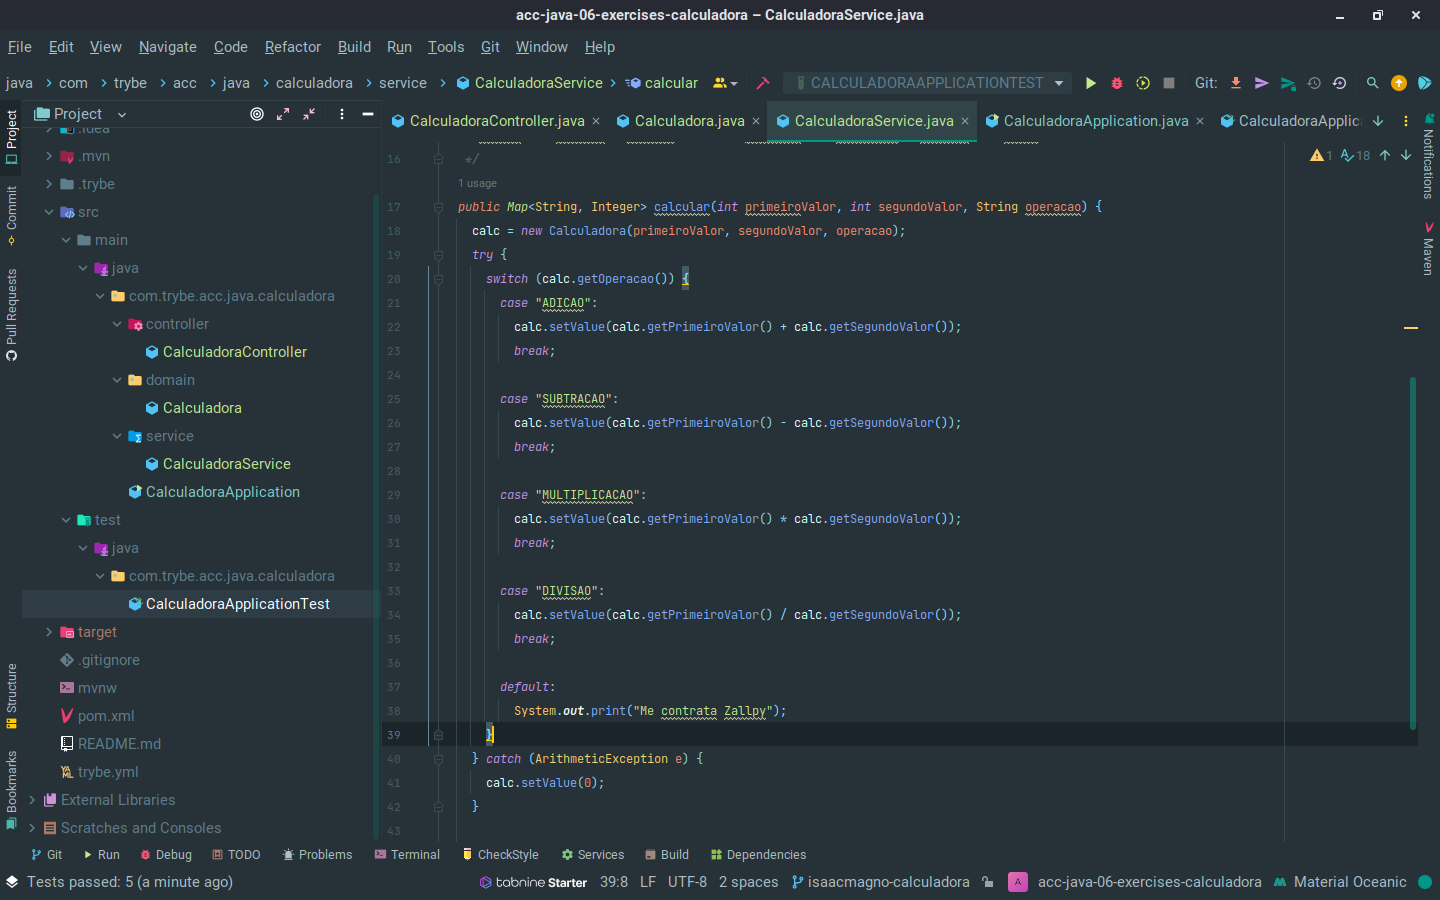 acc-java-06-exercises-calculadora – CalculadoraService.java
File Edit View Navigate Code Refactor Build Run Tools Git Window Help
java com trybe acc java calculadora service CalculadoraService calcular CALCULADORAAPPLICATIONTEST Git:
Project
CalculadoraController.java Calculadora.java CalculadoraService.java CalculadoraApplication.java CalculadoraApplic
Project
Commit
Pull Requests
Structure
Bookmarks
.idea
.mvn
.trybe
src
main
java
com.trybe.acc.java.calculadora
controller
CalculadoraController
domain
Calculadora
service
CalculadoraService
CalculadoraApplication
test
java
com.trybe.acc.java.calculadora
CalculadoraApplicationTest
target
.gitignore
mvnw
pom.xml
README.md
trybe.yml
External Libraries
Scratches and Consoles
1 18
16 */
1 usage
17 public Map<String, Integer> calcular(int primeiroValor, int segundoValor, String operacao) {
18 calc = new Calculadora(primeiroValor, segundoValor, operacao);
19 try {
20 switch (calc.getOperacao()) {
21 case "ADICAO":
22 calc.setValue(calc.getPrimeiroValor() + calc.getSegundoValor());
23 break;
24
25 case "SUBTRACAO":
26 calc.setValue(calc.getPrimeiroValor() - calc.getSegundoValor());
27 break;
28
29 case "MULTIPLICACAO":
30 calc.setValue(calc.getPrimeiroValor() * calc.getSegundoValor());
31 break;
32
33 case "DIVISAO":
34 calc.setValue(calc.getPrimeiroValor() / calc.getSegundoValor());
35 break;
36
37 default:
38 System.out.print("Me contrata Zallpy");
39 }
40 } catch (ArithmeticException e) {
41 calc.setValue(0);
42 }
43
Notifications
Maven
Git Run Debug TODO Problems Terminal CheckStyle Services Build Dependencies
Tests passed: 5 (a minute ago) tabnine Starter 39:8 LF UTF-8 2 spaces isaacmagno-calculadora A acc-java-06-exercises-calculadora Material Oceanic